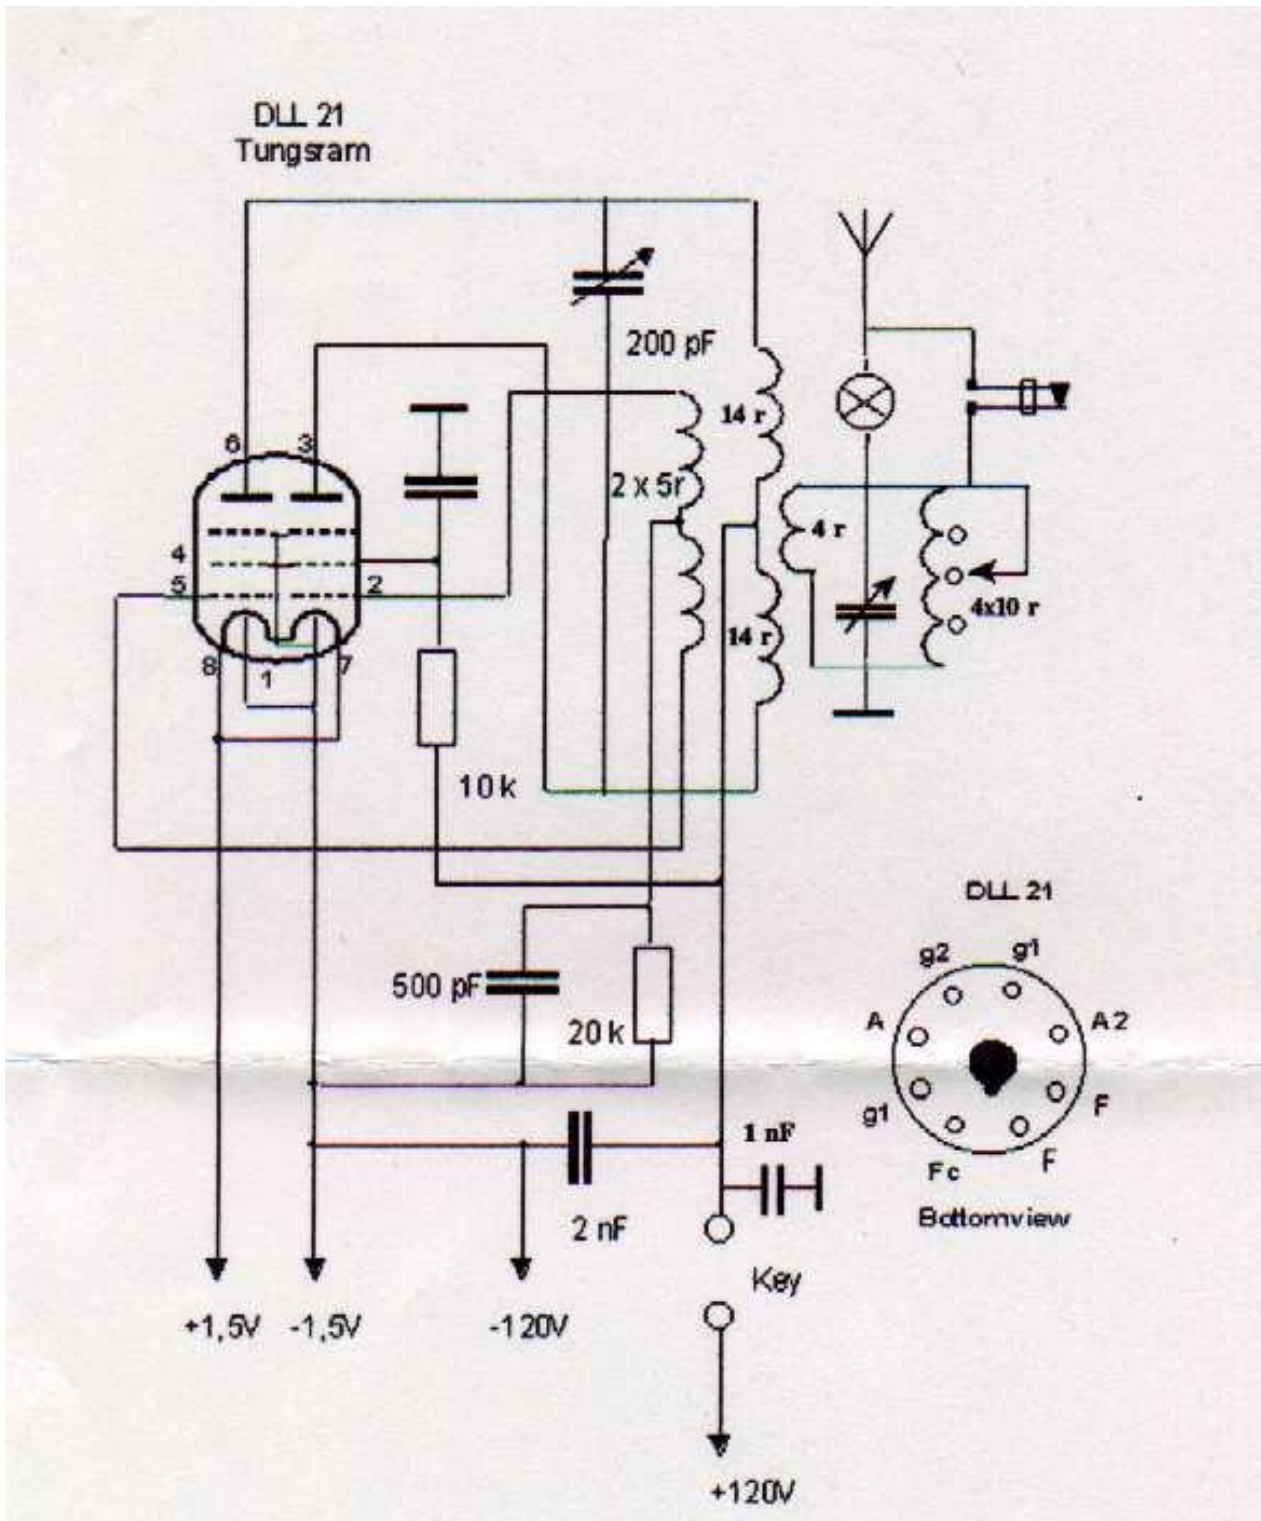 DLL 21
Tungsram
200 pF
14 r
6
3
2 x 5r
4
4 r
5
2
4x10 r
14 r
8
1
7
10 k
DLL 21
g2
g1
500 pF
A
A2
20 k
g1
F
1 nF
Fc
F
2 nF
Bottomview
Key
+1,5V
-1,5V
-120V
+120V